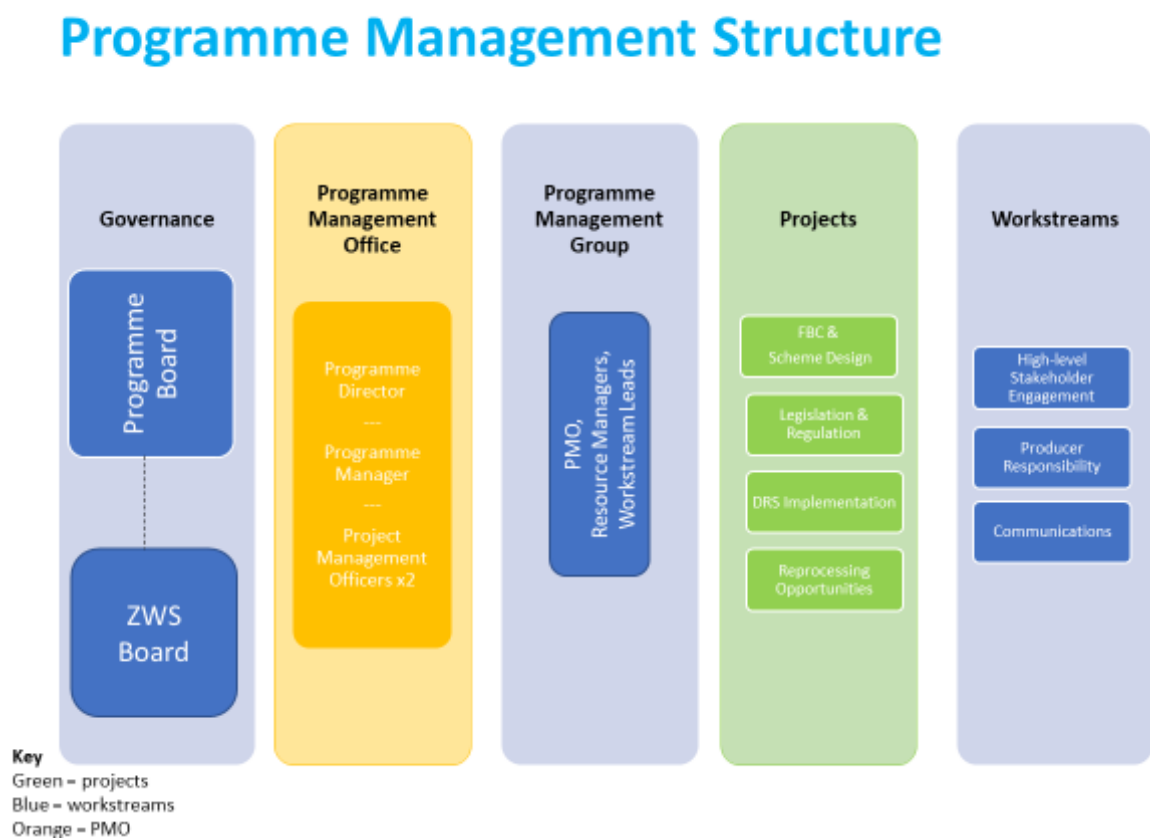 Programme Management Structure
Governance
Programme
Board
ZWS
Board
Programme
Management
Office
Programme
Director
---
Programme
Manager
---
Project
Management
Officers x2
Programme
Management
Group
PMO,
Resource Managers,
Workstream Leads
Projects
FBC &
Scheme Design
Legislation &
Regulation
DRS Implementation
Reprocessing
Opportunities
Workstreams
High-level
Stakeholder
Engagement
Producer
Responsibility
Communications
Key
Green = projects
Blue = workstreams
Orange = PMO